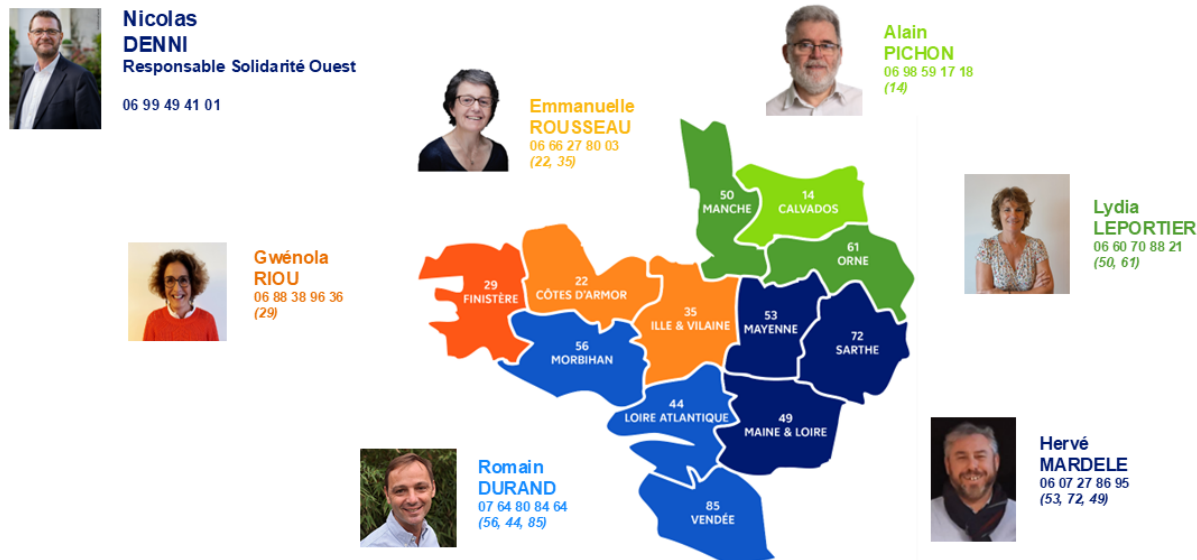 Nicolas
DENNI
Responsable Solidarité Ouest
06 99 49 41 01
Alain
PICHON
06 98 59 17 18
(14)
Emmanuelle
ROUSSEAU
06 66 27 80 03
(22, 35)
Lydia
LEPORTIER
06 60 70 88 21
(50, 61)
Gwénola
RIOU
06 88 38 96 36
(29)
50
MANCHE
14
CALVADOS
61
ORNE
29
FINISTÈRE
22
CÔTES D'ARMOR
35
ILLE & VILAINE
53
MAYENNE
72
SARTHE
56
MORBIHAN
44
LOIRE ATLANTIQUE
49
MAINE & LOIRE
85
VENDÉE
Romain
DURAND
07 64 80 84 64
(56, 44, 85)
Hervé
MARDELE
06 07 27 86 95
(53, 72, 49)